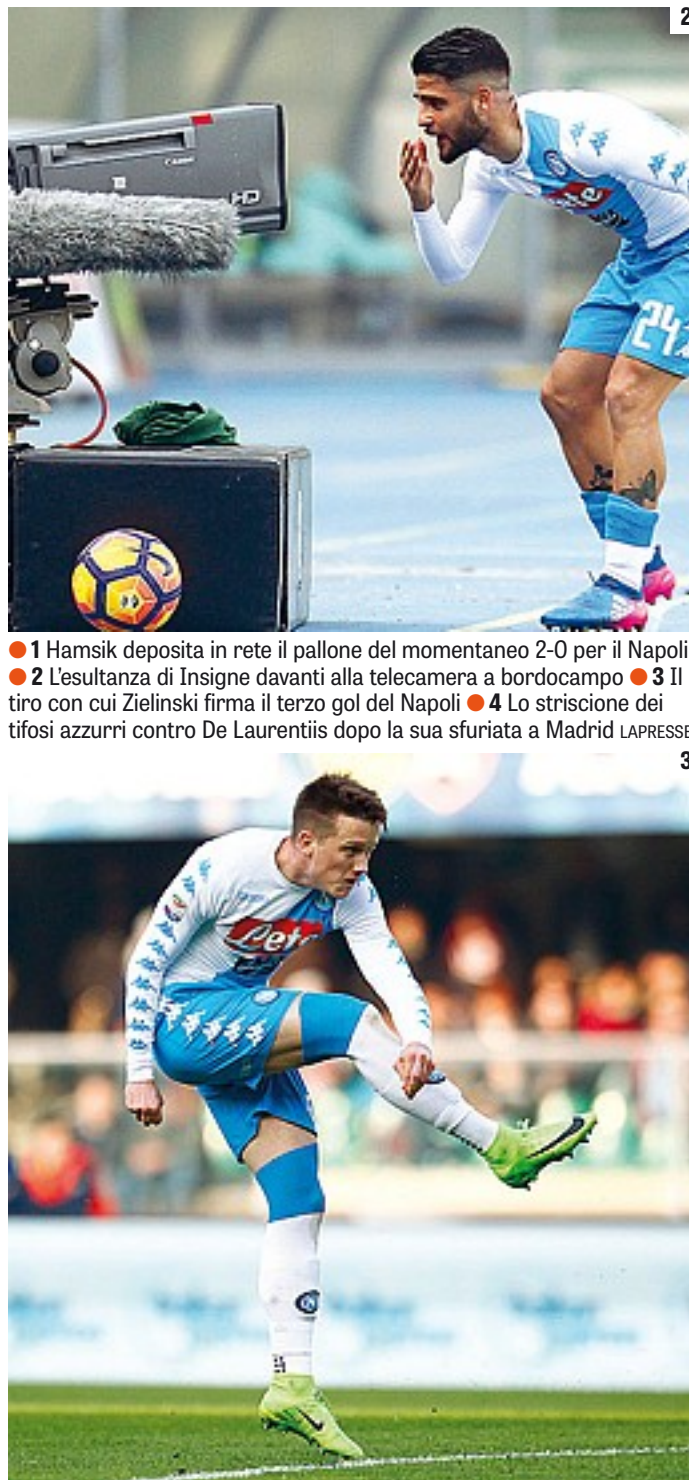 2
Canon
HD
Lete
24
● 1 Hamsik deposita in rete il pallone del momentaneo 2-0 per il Napoli
● 2 L'esultanza di Insigne davanti alla telecamera a bordocampo ● 3 Il
tiro con cui Zielinski firma il terzo gol del Napoli ● 4 Lo striscione dei
tifosi azzurri contro De Laurentiis dopo la sua sfuriata a Madrid LAPRESSE
3
Lete